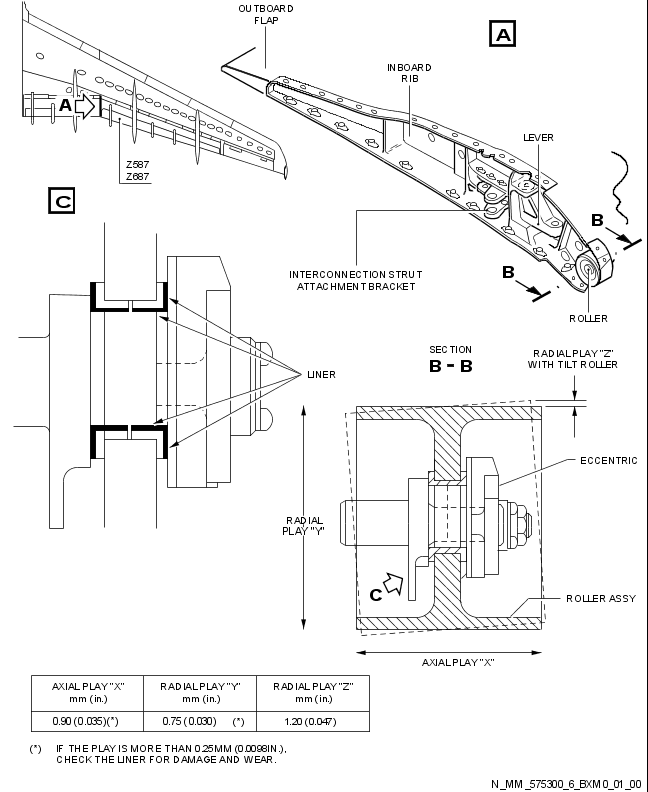 OUTBOARD
FLAP
A
INBOARD
RIB
LEVER
A
Z587
Z687
C
B
B
INTERCONNECTION STRUT
ATTACHMENT BRACKET
ROLLER
SECTION
B - B
RADIAL PLAY "Z"
WITH TILT ROLLER
LINER
ECCENTRIC
RADIAL
PLAY "Y"
C
ROLLER ASSY
AXIAL PLAY "X"
AXIAL PLAY "X" RADIAL PLAY "Y" RADIAL PLAY "Z"
mm (in.) mm (in.) mm (in.)
0.90 (0.035)(*) 0.75 (0.030) (*) 1.20 (0.047)
(*) IF THE PLAY IS MORE THAN 0.25MM (0.0098IN.),
CHECK THE LINER FOR DAMAGE AND WEAR.
N_MM_575300_6_BXM0_01_00